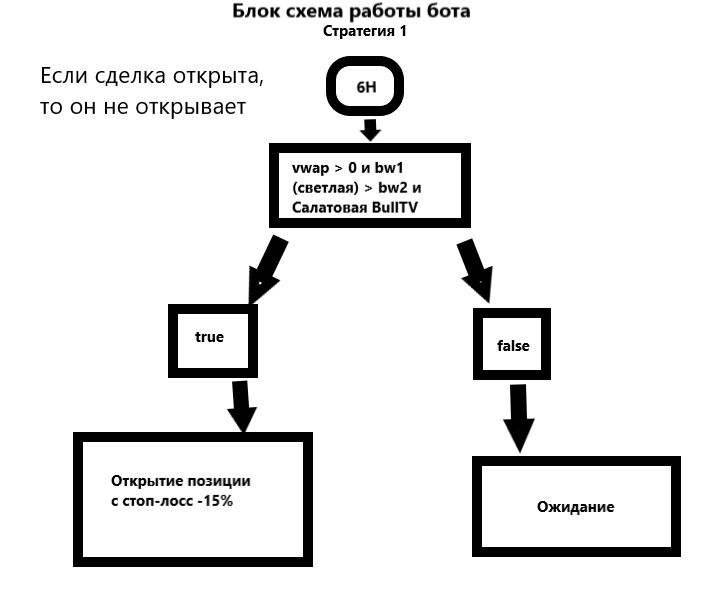 Блок схема работы бота
Стратегия 1
Если сделка открыта,
то он не открывает
6H
vwap > 0 и bw1
(светлая) > bw2 и
Салатовая BullTV
true
false
Открытие позиции
с стоп-лосс -15%
Ожидание